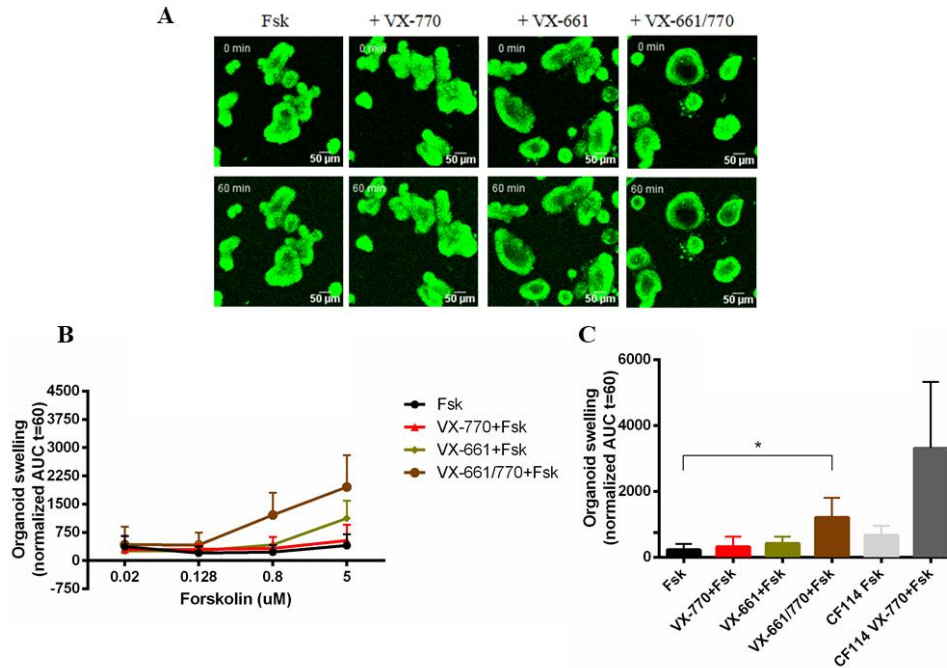 A
Fsk
+ VX-770
+ VX-661
+ VX-661/770
0 min
50 µm
0 min
50 µm
0 min
50 µm
0 min
50 µm
60 min
50 µm
60 min
50 µm
60 min
50 µm
60 min
50 µm
B
Organoid swelling
(normalized AUC t=60)
4500
3750
3000
2250
1500
750
0
-750
0.02
0.128
0.8
5
Forskolin (uM)
Fsk
VX-770+Fsk
VX-661+Fsk
VX-661/770+Fsk
C
Organoid swelling
(normalized AUC t=60)
6000
4000
2000
0
*
Fsk
VX-770+Fsk
VX-661+Fsk
VX-661/770+Fsk
CF114 Fsk
CF114 VX-770+Fsk